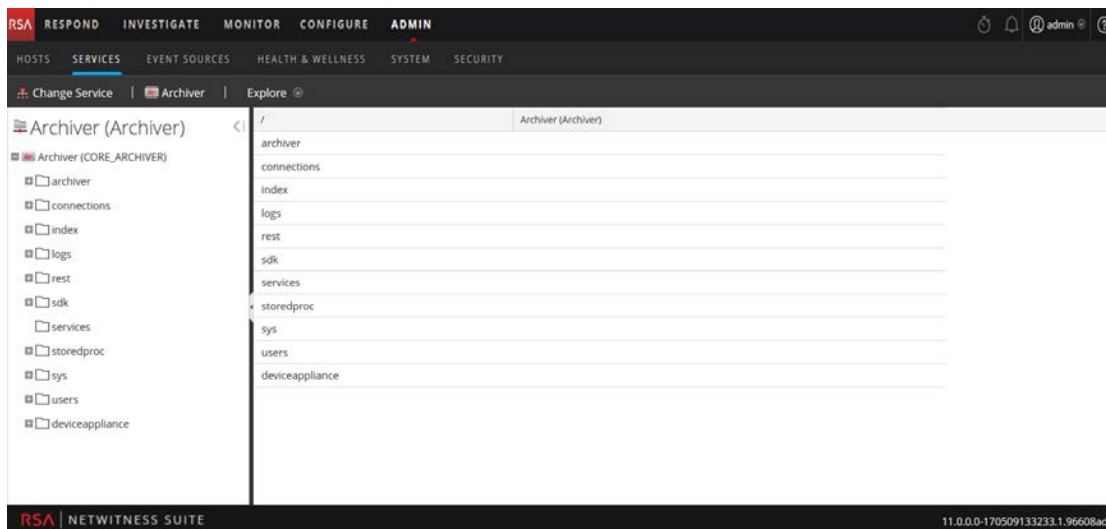 RSA RESPOND INVESTIGATE MONITOR CONFIGURE ADMIN admin
HOSTS SERVICES EVENT SOURCES HEALTH & WELLNESS SYSTEM SECURITY
Change Service | Archiver | Explore
Archiver (Archiver)
Archiver (CORE_ARCHIVER)
archiver
connections
index
logs
rest
sdk
services
storedproc
sys
users
deviceappliance
/ Archiver (Archiver)
archiver
connections
index
logs
rest
sdk
services
storedproc
sys
users
deviceappliance
RSA | NETWITNESS SUITE 11.0.0.0-170509133233.1.96608a